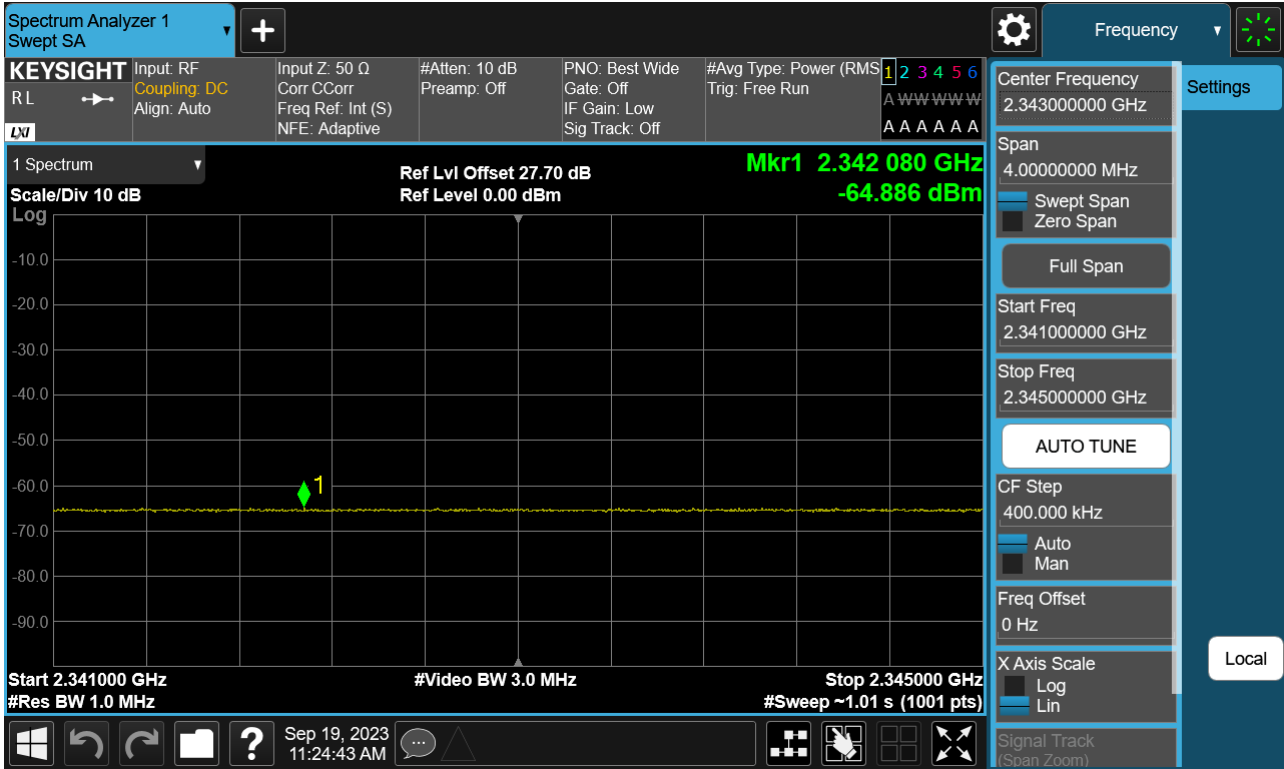 Spectrum Analyzer 1
Swept SA
+
Frequency
KEYSIGHT
R L
LXI
Input: RF
Coupling: DC
Align: Auto
Input Z: 50 Ω
Corr CCorr
Freq Ref: Int (S)
NFE: Adaptive
#Atten: 10 dB
Preamp: Off
PNO: Best Wide
Gate: Off
IF Gain: Low
Sig Track: Off
#Avg Type: Power (RMS
Trig: Free Run
1 2 3 4 5 6
A W W W W W
A A A A A A
1 Spectrum
Scale/Div 10 dB
Log
Ref Lvl Offset 27.70 dB
Ref Level 0.00 dBm
Mkr1 2.342 080 GHz
-64.886 dBm
-10.0
-20.0
-30.0
-40.0
-50.0
-60.0
-70.0
-80.0
-90.0
1
Start 2.341000 GHz
#Res BW 1.0 MHz
#Video BW 3.0 MHz
Stop 2.345000 GHz
#Sweep ~1.01 s (1001 pts)
Center Frequency
2.343000000 GHz
Span
4.00000000 MHz
Swept Span
Zero Span
Full Span
Start Freq
2.341000000 GHz
Stop Freq
2.345000000 GHz
AUTO TUNE
CF Step
400.000 kHz
Auto
Man
Freq Offset
0 Hz
X Axis Scale
Log
Lin
Signal Track
(Span Zoom)
Settings
Local
?
Sep 19, 2023
11:24:43 AM